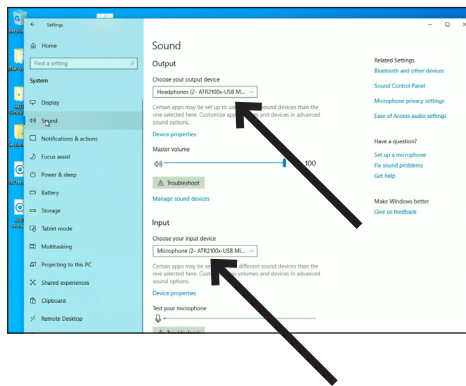 Settings
Home
Find a setting
System
Display
Sound
Notifications & actions
Focus assist
Power & sleep
Battery
Storage
Tablet mode
Multitasking
Projecting to this PC
Shared experiences
Clipboard
Remote Desktop
Sound
Output
Choose your output device
Headphones (2- ATR2100x-USB M...
Certain apps may be set up to use sound devices than the
one selected here. Customize app and devices in advanced
sound options.
Device properties
Master volume
100
Troubleshoot
Manage sound devices
Input
Choose your input device
Microphone (2- ATR2100x-USB Mi...
Certain apps may be set different sound devices than the
one selected here. volumes and devices in advanced
sound options.
Device properties
Test your microphone
Troubleshoot
Related Settings
Bluetooth and other devices
Sound Control Panel
Microphone privacy settings
Ease of Access audio settings
Have a question?
Set up a microphone
Fix sound problems
Get help
Make Windows better
Give us feedback